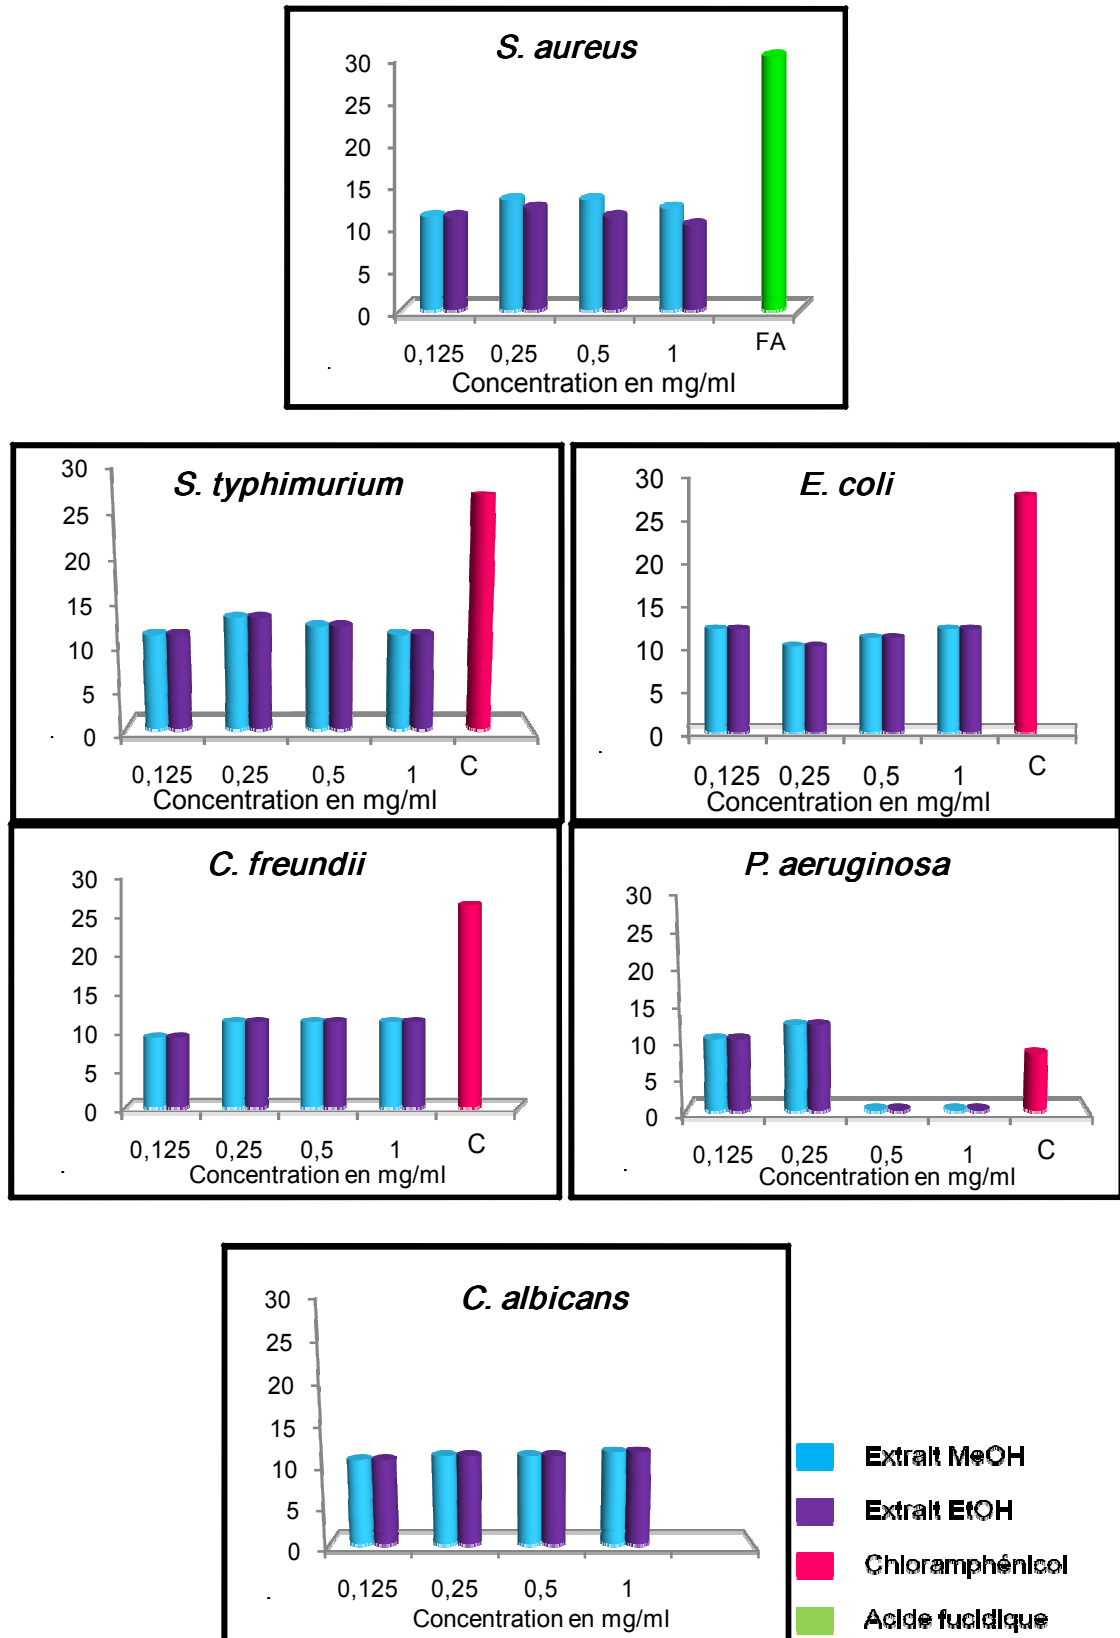 S. aureus
30
25
20
15
10
5
0
0,125 0,25 0,5 1 FA
Concentration en mg/ml
S. typhimurium
30
25
20
15
10
5
0
0,125 0,25 0,5 1 C
Concentration en mg/ml
E. coli
30
25
20
15
10
5
0
0,125 0,25 0,5 1 C
Concentration en mg/ml
C. freundii
30
25
20
15
10
5
0
0,125 0,25 0,5 1 C
Concentration en mg/ml
P. aeruginosa
30
25
20
15
10
5
0
0,125 0,25 0,5 1 C
Concentration en mg/ml
C. albicans
30
25
20
15
10
5
0
0,125 0,25 0,5 1
Concentration en mg/ml
Extrait MeOH
Extrait EtOH
Chloramphénicol
Acide fucidique